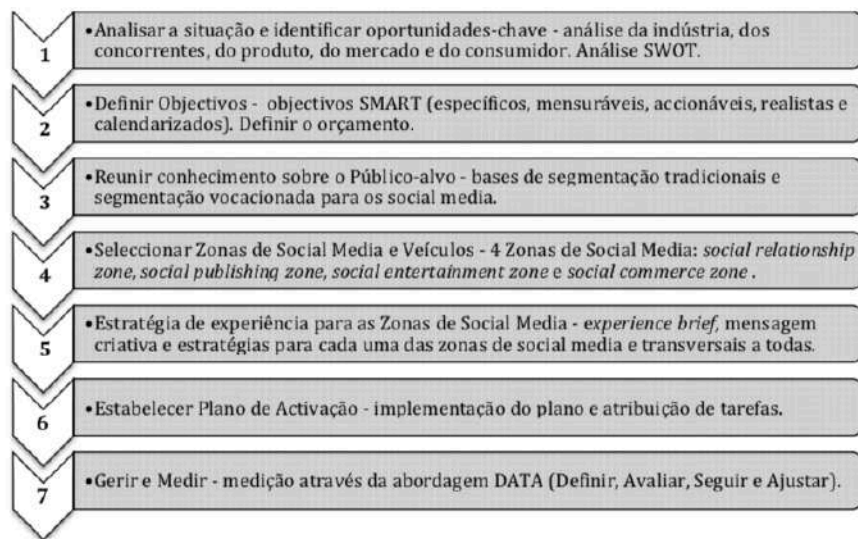 1
•Analisar a situação e identificar oportunidades-chave - análise da indústria, dos
concorrentes, do produto, do mercado e do consumidor. Análise SWOT.
2
•Definir Objectivos - objectivos SMART (específicos, mensuráveis, accionáveis, realistas e
calendarizados). Definir o orçamento.
3
•Reunir conhecimento sobre o Público-alvo - bases de segmentação tradicionais e
segmentação vocacionada para os social media.
4
•Seleccionar Zonas de Social Media e Veículos - 4 Zonas de Social Media: social relationship
zone, social publishing zone, social entertainment zone e social commerce zone .
5
•Estratégia de experiência para as Zonas de Social Media - experience brief, mensagem
criativa e estratégias para cada uma das zonas de social media e transversais a todas.
6
•Estabelecer Plano de Activação - implementação do plano e atribuição de tarefas.
7
•Gerir e Medir - medição através da abordagem DATA (Definir, Avaliar, Seguir e Ajustar).